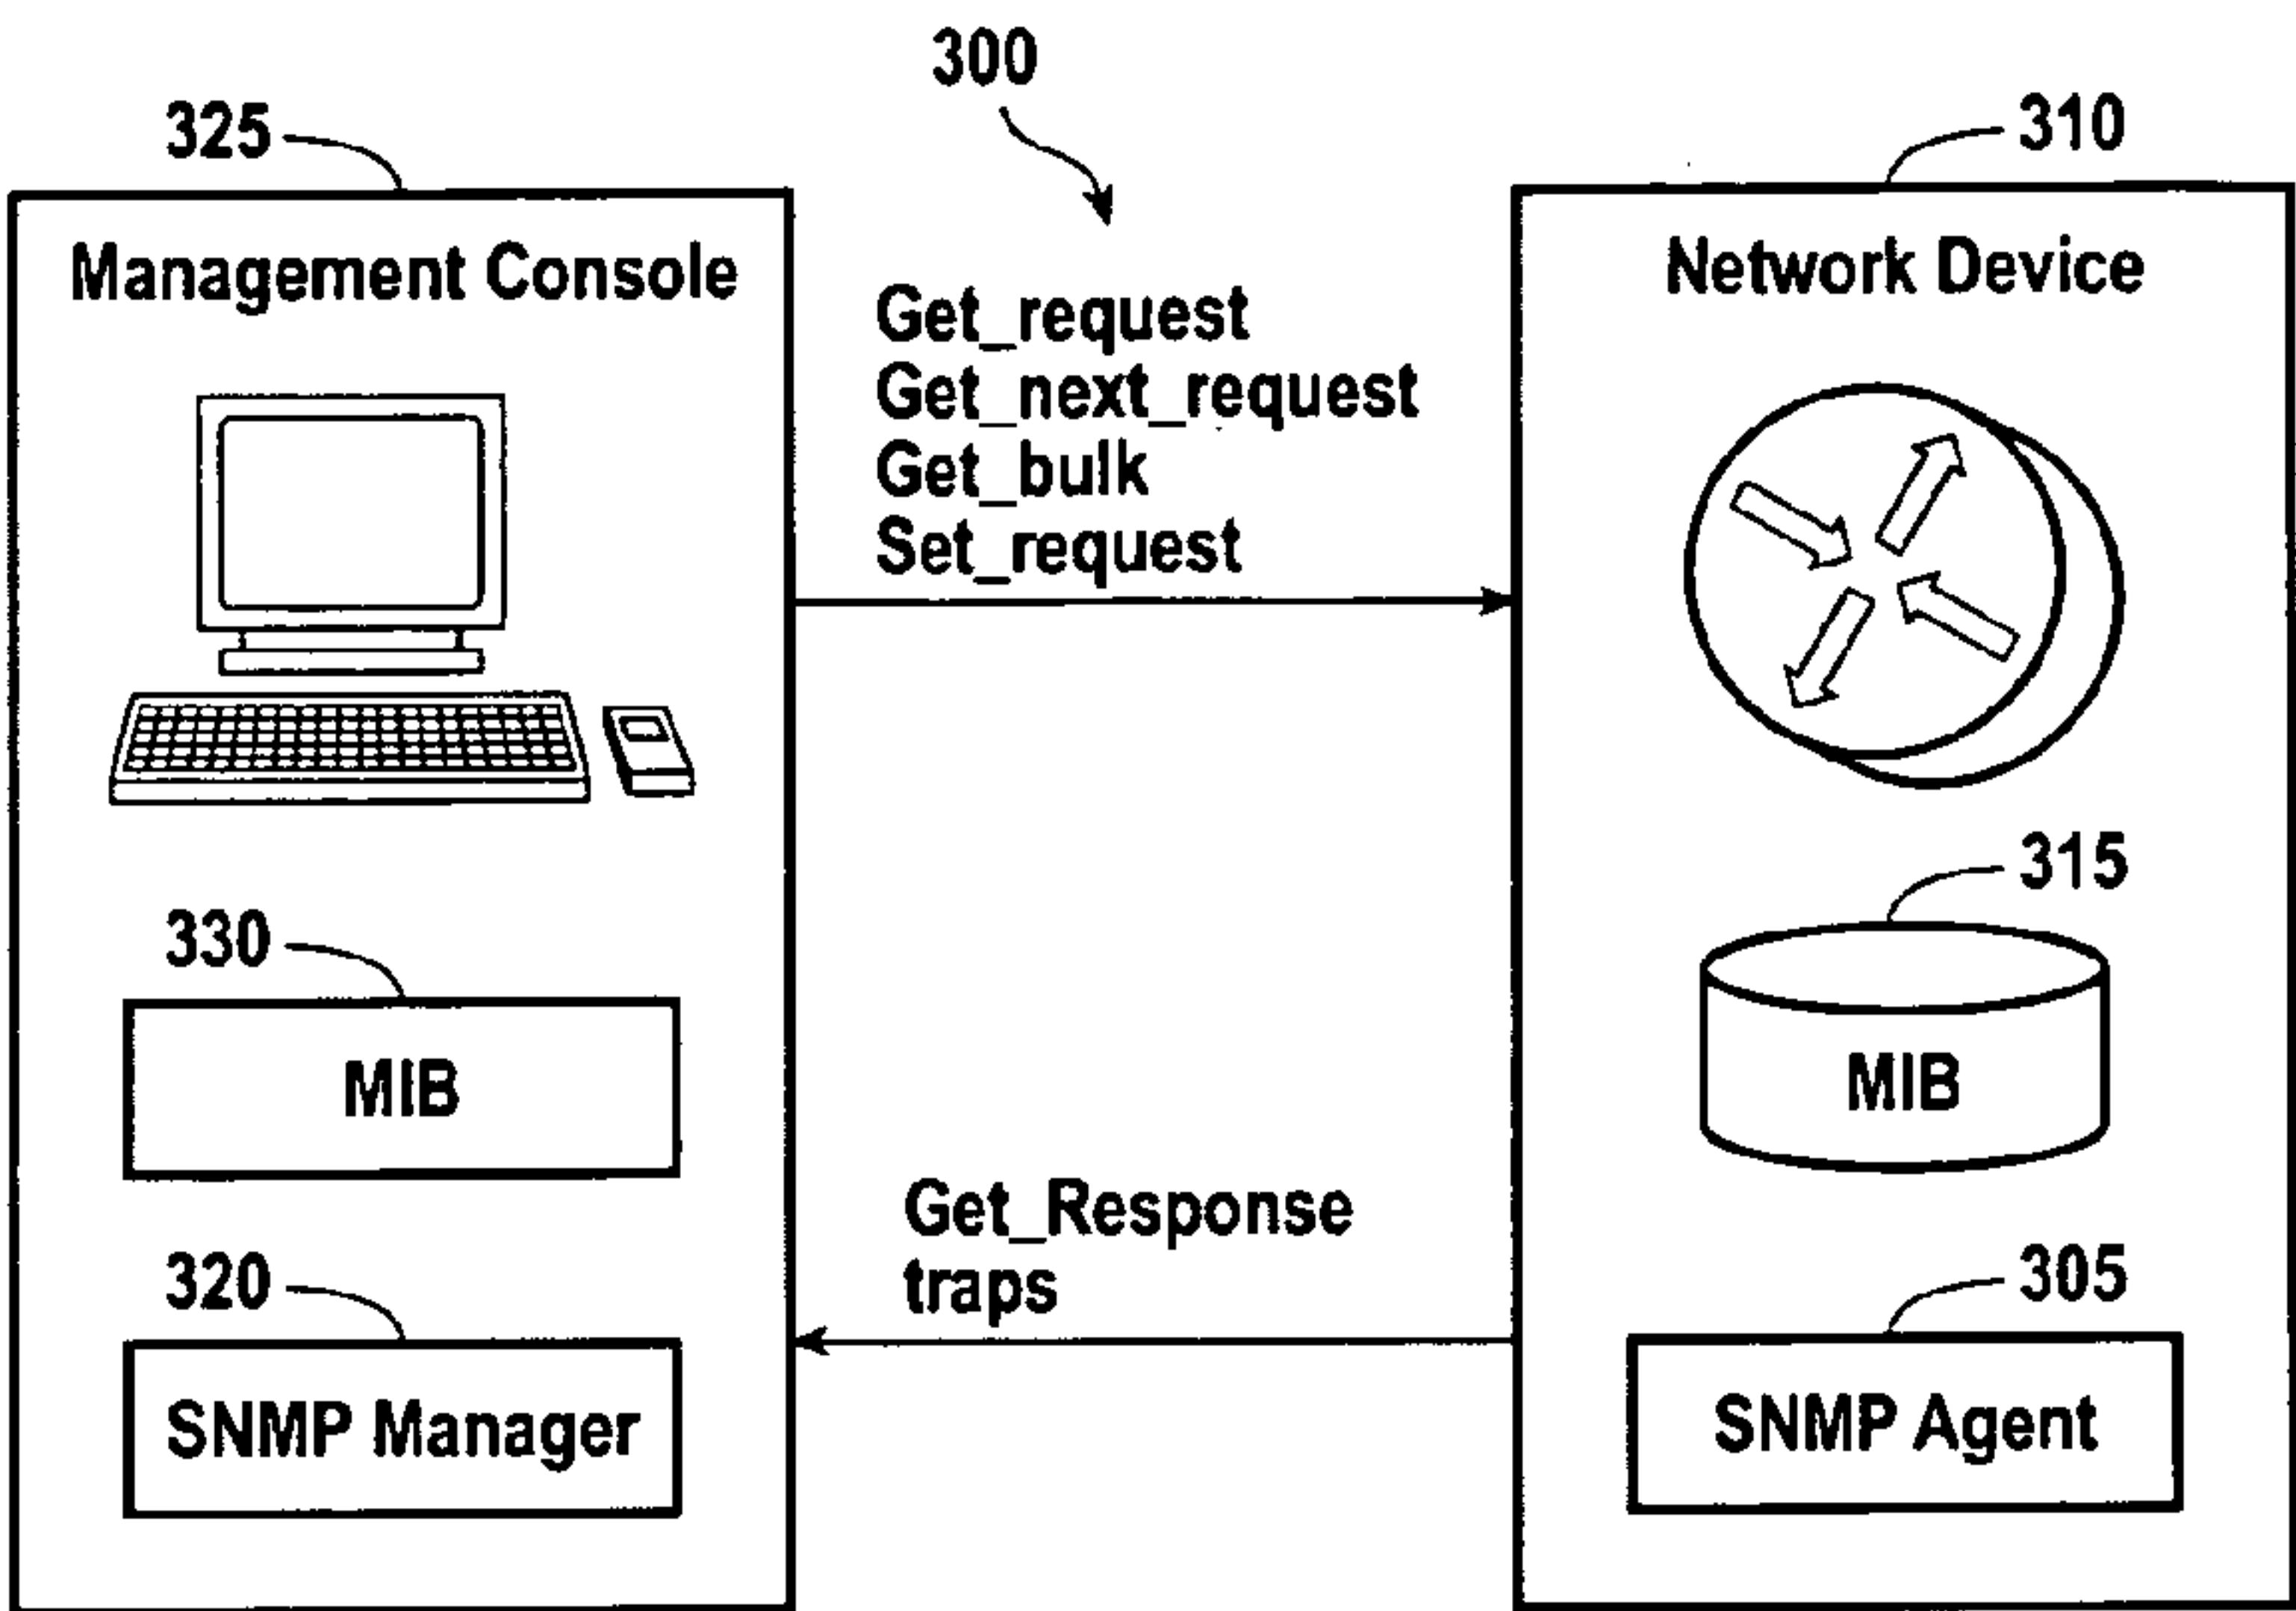 300
325
310
Management Console
Network Device
Get_request
Get_next_request
Get_bulk
Set_request
315
330
MIB
MIB
Get_Response
traps
320
305
SNMP Manager
SNMP Agent